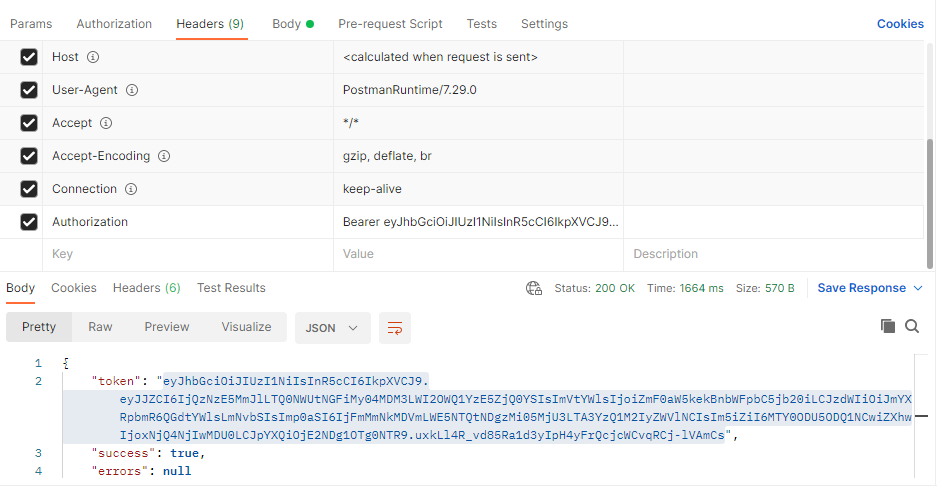 Params Authorization Headers (9) Body Pre-request Script Tests Settings Cookies
Host <calculated when request is sent>
User-Agent PostmanRuntime/7.29.0
Accept */*
Accept-Encoding gzip, deflate, br
Connection keep-alive
Authorization Bearer eyJhbGciOiJIUzI1NiIsInR5cCI6IkpXVCJ9...
Key Value Description
Body Cookies Headers (6) Test Results Status: 200 OK Time: 1664 ms Size: 570 B Save Response
Pretty Raw Preview Visualize JSON
1 {
2 "token": "eyJhbGciOiJIUzI1NiIsInR5cCI6IkpXVCJ9.
eyJJZCI6IjQzNzE5MmJlLTQ0NWUtNGFiMy04MDM3LWI2OWQ1YzE5ZjQ0YSIsImVtYWlsIjoiZmF0aW5kekBnbWFpbC5jb20iLCJzdWIiOiJmYX
RpbmR6QGdtYWlsLmNvbSIsImp0aSI6IjFmMmNkMDVmLWE5NTQtNDgzMi05MjU3LTA3YzQ1M2IyZWVlNCIsIm5iZiI6MTY0ODU5ODQ1NCwiZXhw
IjoxNjQ4NjIwMDU0LCJpYXQiOjE2NDg1OTg0NTR9.uxkLl4R_vd85Ra1d3yIpH4yFrQcjcWCvqRCj-lVAmCs",
3 "success": true,
4 "errors": null